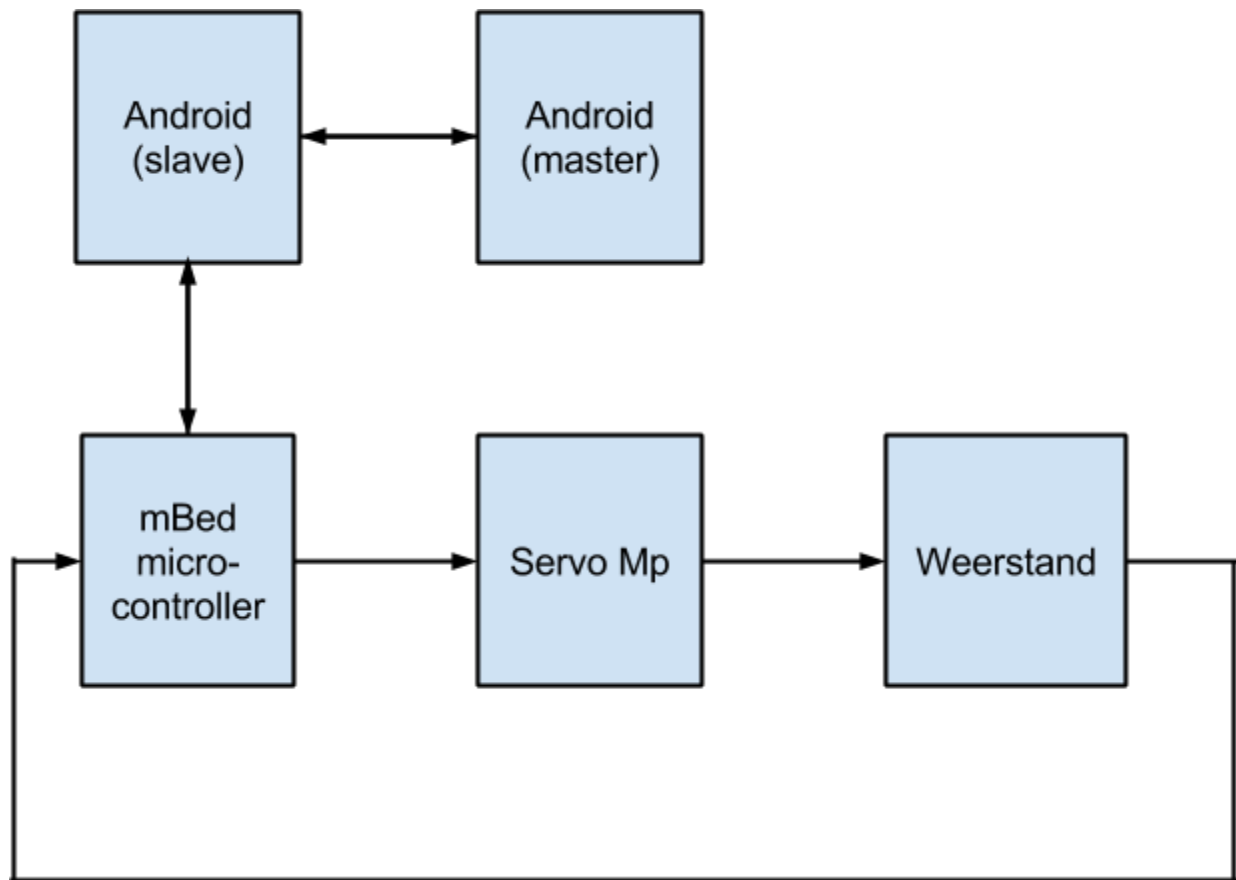 Android
(slave)
Android
(master)
mBed
micro-
controller
Servo Mp
Weerstand